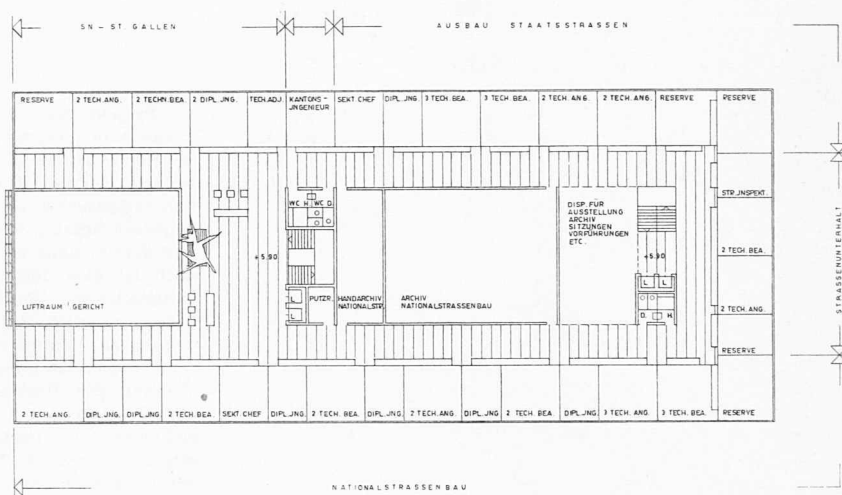 SN - ST. GALLEN
AUSBAU STAATSSTRASSEN
RESERVE
2 TECH. ANG.
2 TECHN. BEA.
2 DIPL. JNG.
TECH. ADJ.
KANTONS-
JNGENIEUR
SEKT. CHEF
DIPL. JNG.
3 TECH. BEA.
3 TECH. BEA.
2 TECH. ANG.
2 TECH. ANG.
RESERVE
RESERVE
STR. JNSPEKT.
2 TECH. BEA.
2 TECH. ANG.
RESERVE
RESERVE
STRASSENUNTERHALT
WC H.
WC D.
+5.90
L
L
PUTZR.
HANDARCHIV
NATIONALSTR.
ARCHIV
NATIONALSTRASSENBAU
DISP. FÜR
AUSSTELLUNG
ARCHIV
SITZUNGEN
VORFÜHRUNGEN
ETC.
+5.90
L
L
D.
H.
LUFTRAUM GERICHT
2 TECH. ANG.
DIPL. JNG.
DIPL. JNG.
2 TECH. BEA.
SEKT. CHEF
DIPL. JNG.
2 TECH. BEA.
DIPL. JNG.
2 TECH. ANG.
DIPL. JNG.
2 TECH. BEA.
DIPL. JNG.
3 TECH. ANG.
3 TECH. BEA.
NATIONALSTRASSENBAU